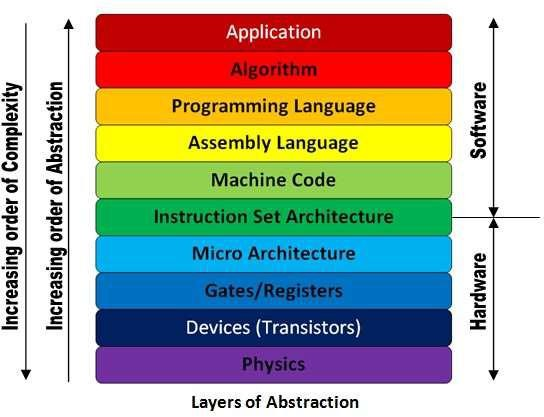 Increasing order of Complexity
Increasing order of Abstraction
Application
Algorithm
Programming Language
Assembly Language
Machine Code
Instruction Set Architecture
Micro Architecture
Gates/Registers
Devices (Transistors)
Physics
Software
Hardware
Layers of Abstraction